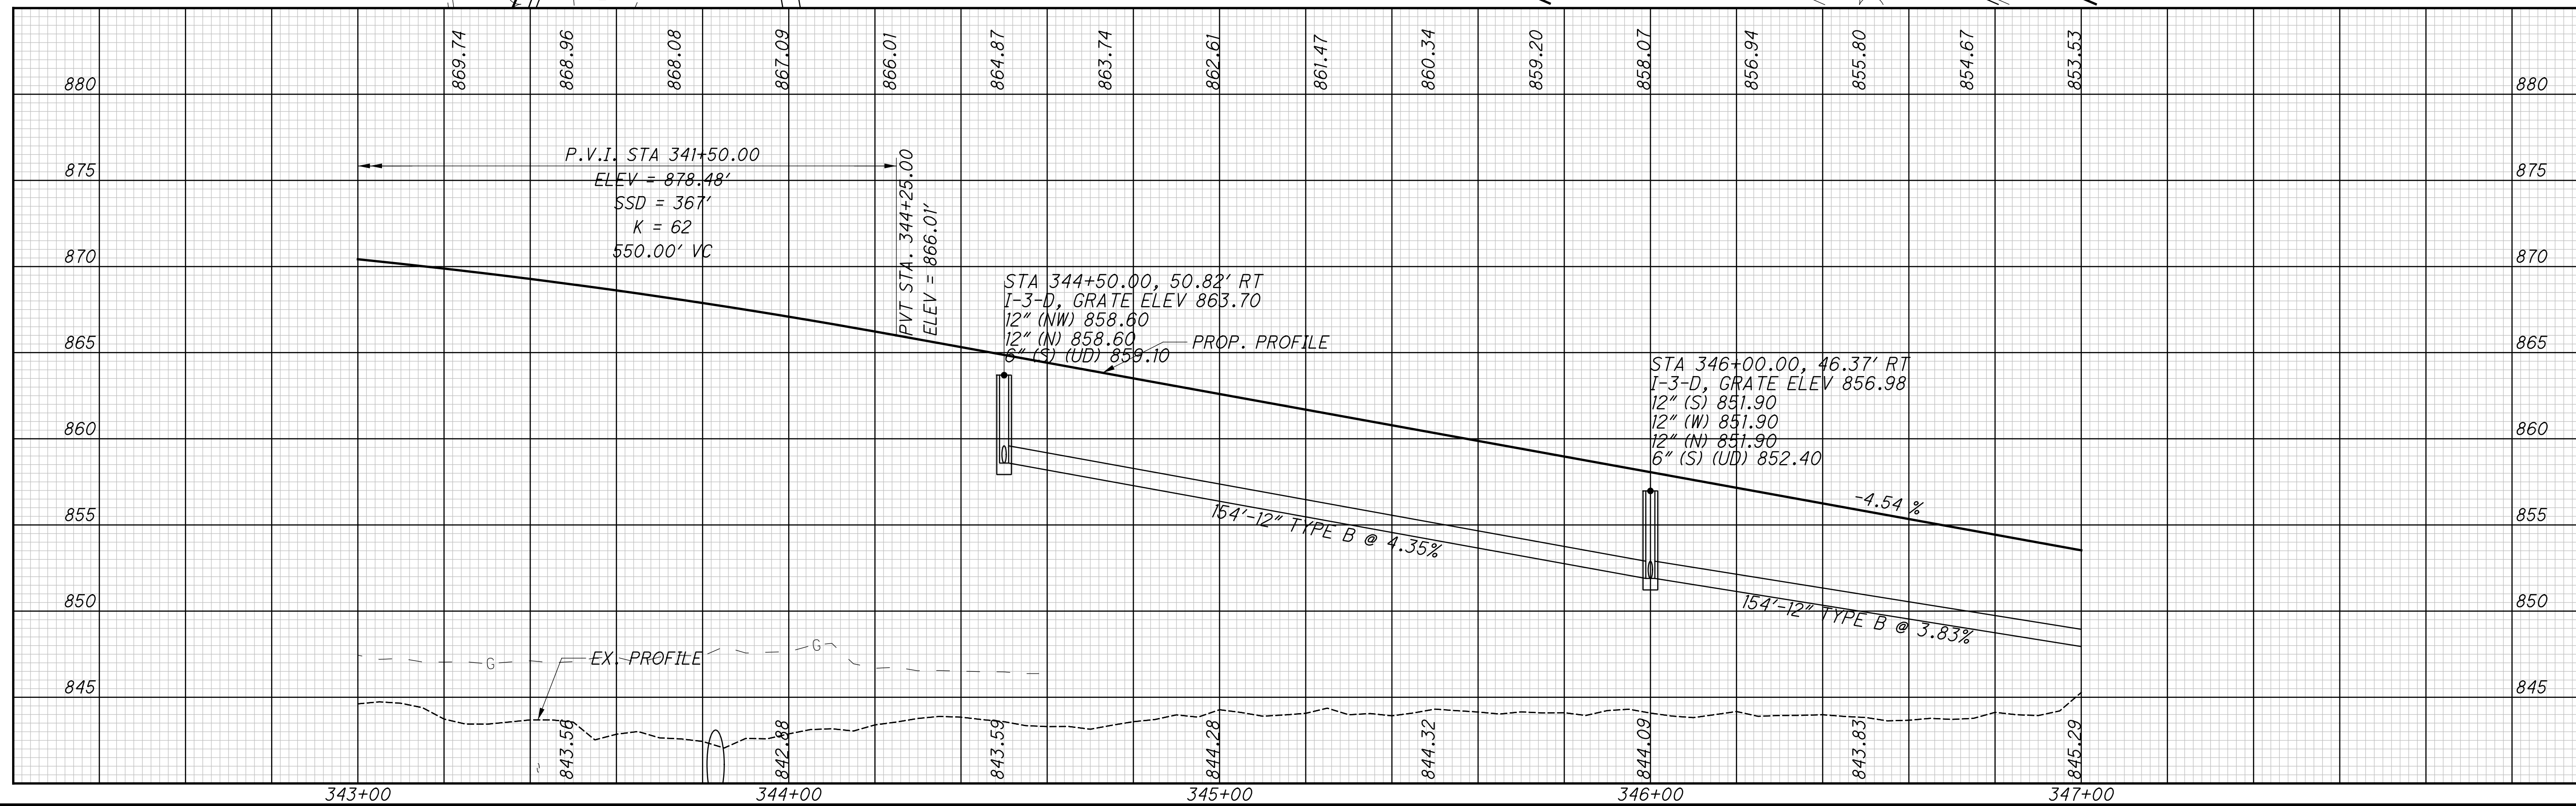 869.74 868.96 868.08 867.09 866.01 864.87 863.74 862.61 861.47 860.34 859.20 858.07 856.94 855.80 854.67 853.53
880 880
P.V.I. STA 341+50.00
875 875
ELEV = 878.48'
SSD = 367'
K = 62
550.00' VC
PVT STA. 344+25.00
ELEV = 866.01'
870 870
STA 344+50.00, 50.82' RT
I-3-D, GRATE ELEV 863.70
12" (NW) 858.60
12" (N) 858.60
6" (S) (UD) 859.10
PROP. PROFILE
865 865
STA 346+00.00, 46.37' RT
I-3-D, GRATE ELEV 856.98
12" (S) 851.90
12" (W) 851.90
12" (N) 851.90
6" (S) (UD) 852.40
860 860
-4.54 %
855 855
154'-12" TYPE B @ 4.35%
850 850
154'-12" TYPE B @ 3.83%
G G
EX. PROFILE
845 845
843.56 842.88 843.59 844.28 844.32 844.09 843.83 845.29
343+00 344+00 345+00 346+00 347+00